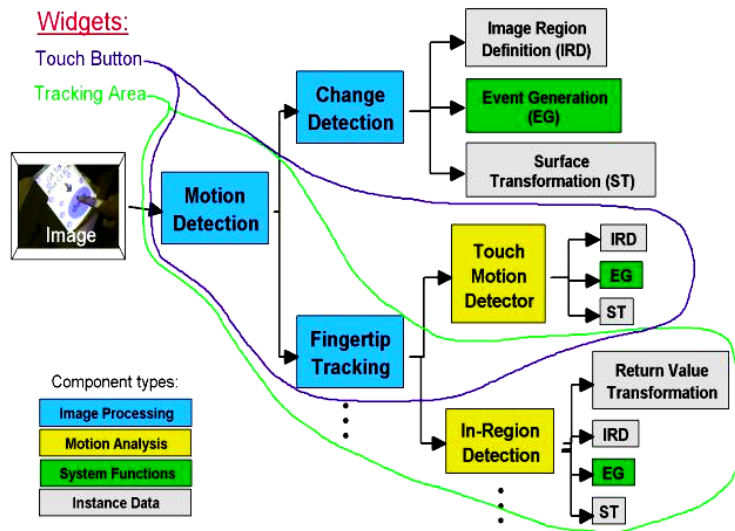 Widgets:
Touch Button
Tracking Area
Image
Motion
Detection
Change
Detection
Image Region
Definition (IRD)
Event Generation
(EG)
Surface
Transformation (ST)
Fingertip
Tracking
Touch
Motion
Detector
IRD
EG
ST
In-Region
Detection
Return Value
Transformation
IRD
EG
ST
Component types:
Image Processing
Motion Analysis
System Functions
Instance Data